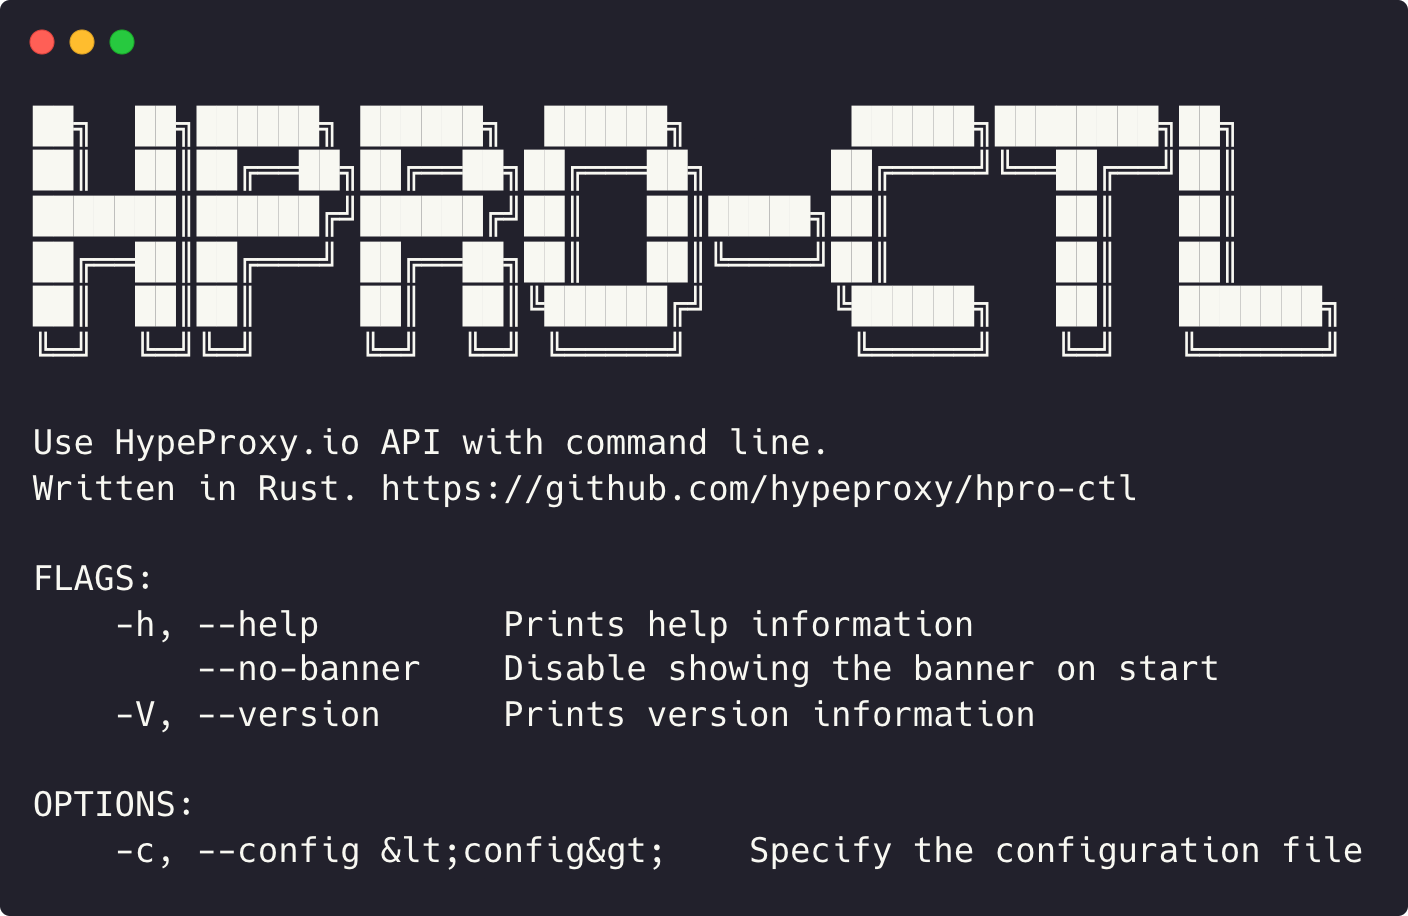 HPRO-CTL
Use HypeProxy.io API with command line.
Written in Rust. https://github.com/hypeproxy/hpro-ctl
FLAGS:
-h, --help Prints help information
--no-banner Disable showing the banner on start
-V, --version Prints version information
OPTIONS:
-c, --config &lt;config&gt; Specify the configuration file